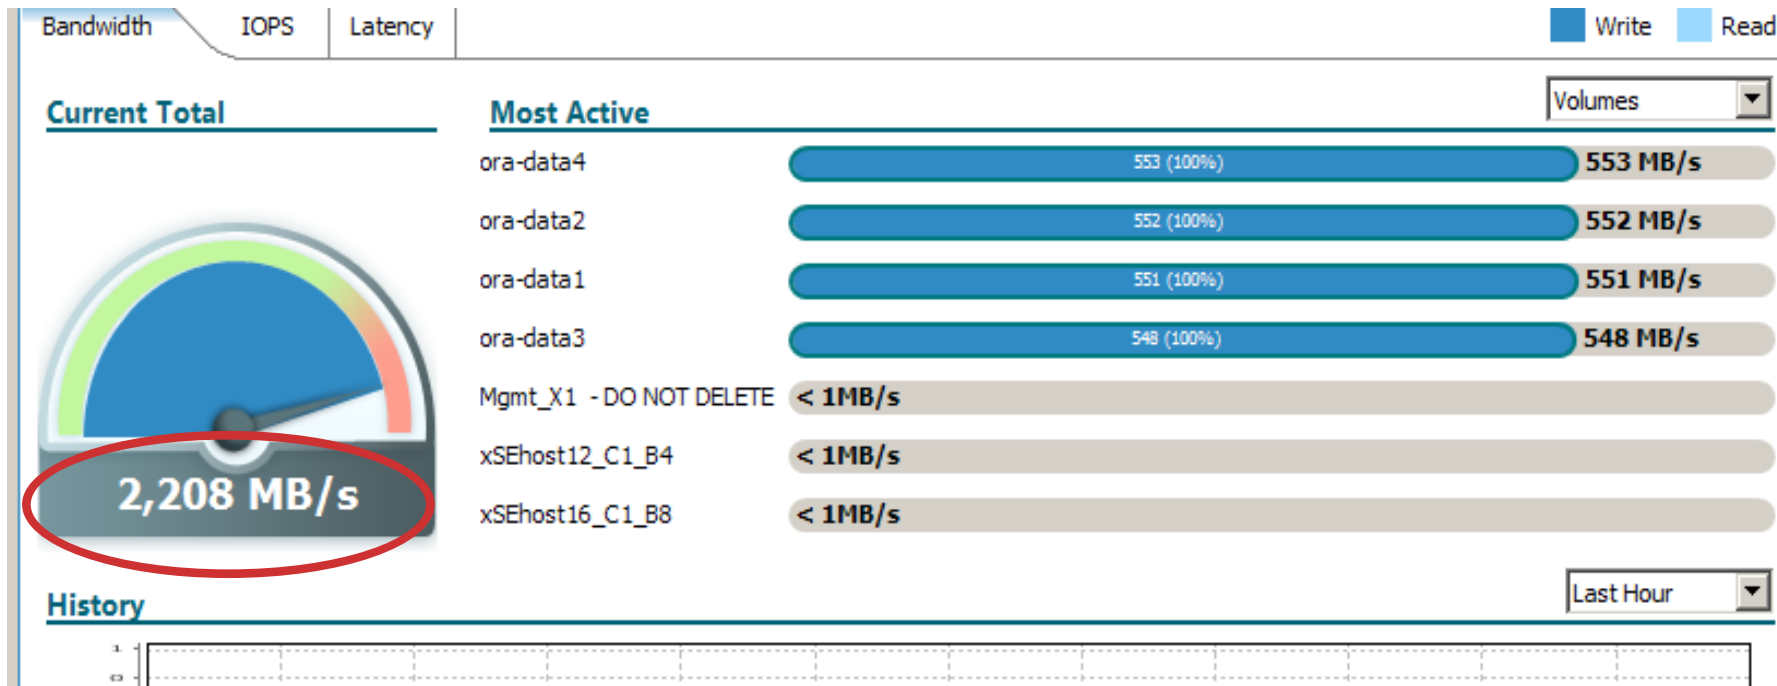 Bandwidth IOPS Latency Write Read
Current Total Most Active Volumes
ora-data4 553 (100%) 553 MB/s
ora-data2 552 (100%) 552 MB/s
ora-data1 551 (100%) 551 MB/s
ora-data3 548 (100%) 548 MB/s
Mgmt_X1 - DO NOT DELETE < 1MB/s
xSEhost12_C1_B4 < 1MB/s
2,208 MB/s
xSEhost16_C1_B8 < 1MB/s
History Last Hour
1
0